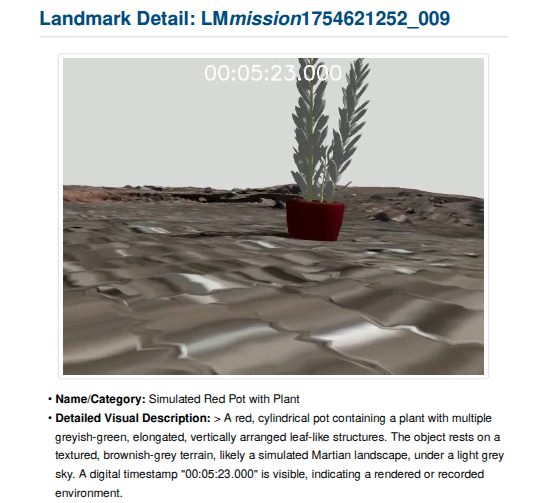 Landmark Detail: LMmission1754621252_009
00:05:23.000
• Name/Category: Simulated Red Pot with Plant
• Detailed Visual Description: > A red, cylindrical pot containing a plant with multiple
greyish-green, elongated, vertically arranged leaf-like structures. The object rests on a
textured, brownish-grey terrain, likely a simulated Martian landscape, under a light grey
sky. A digital timestamp "00:05:23.000" is visible, indicating a rendered or recorded
environment.